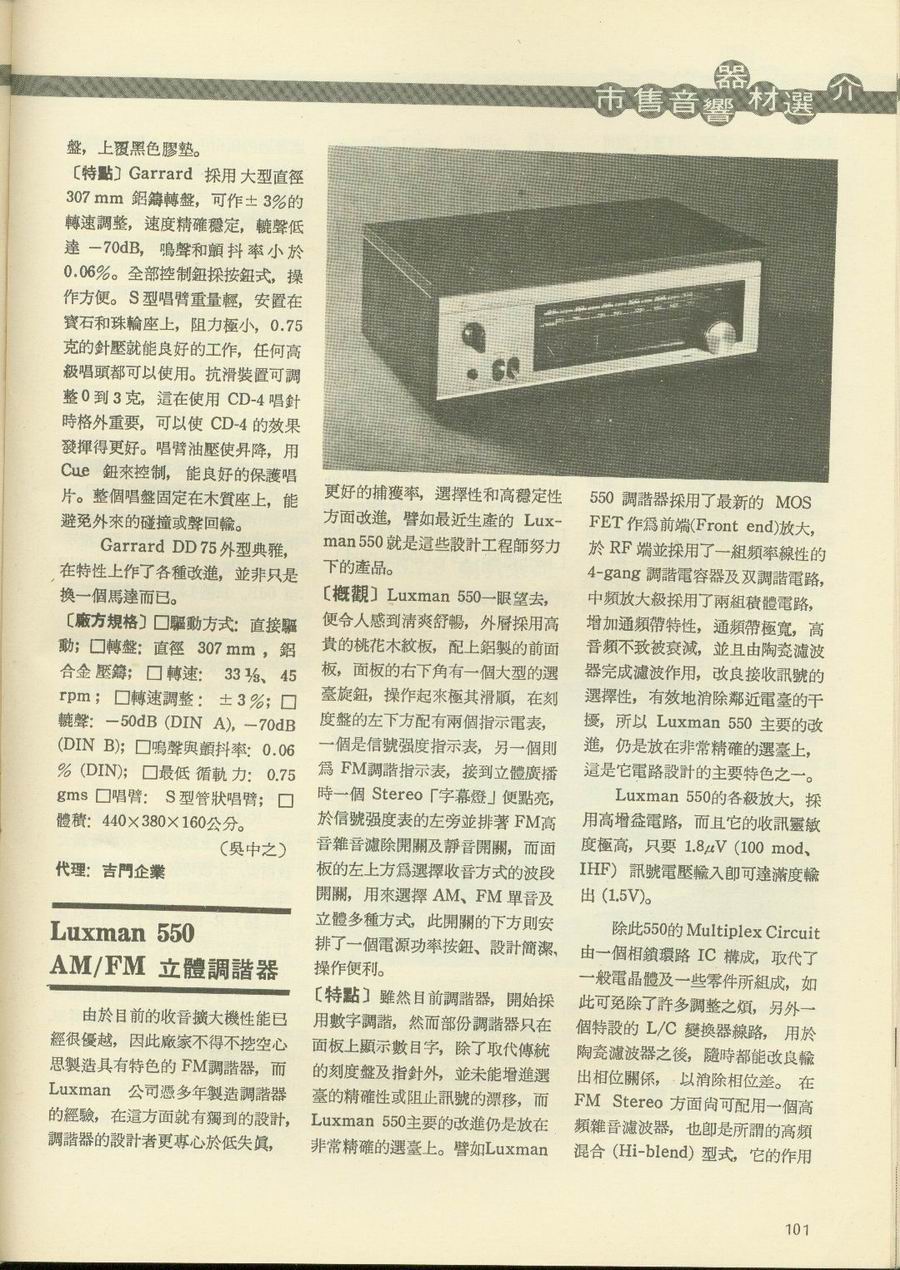 市售音響器材選介
盤，上覆黑色膠墊。
〔特點〕Garrard 採用大型直徑
307 mm 鋁鑄轉盤，可作± 3%的
轉速調整，速度精確穩定，轆聲低
達 －70dB，鳴聲和顫抖率小於
0.06%。全部控制鈕採按鈕式，操
作方便。S型唱臂重量輕，安置在
寶石和珠輪座上，阻力極小，0.75
克的針壓就能良好的工作，任何高
級唱頭都可以使用。抗滑裝置可調
整0到3克，這在使用 CD-4 唱針
時格外重要，可以使 CD-4 的效果
發揮得更好。唱臂油壓使昇降，用
Cue 鈕來控制，能良好的保護唱
片。整個唱盤固定在木質座上，能
避免外來的碰撞或聲回輸。
Garrard DD 75 外型典雅，
在特性上作了各種改進，並非只是
換一個馬達而已。
〔廠方規格〕□驅動方式：直接驅
動；□轉盤：直徑 307 mm，鋁
合金壓鑄；□轉速： 33⅓、45
rpm；□轉速調整：±3%；□
轆聲：－50dB (DIN A)，－70dB
(DIN B)；□鳴聲與顫抖率：0.06
% (DIN)；□最低循軌力：0.75
gms □唱臂： S型管狀唱臂；□
體積：440×380×160公分。
（吳中之）
代理：吉門企業
Luxman 550
AM/FM 立體調諧器
由於目前的收音擴大機性能已
經很優越，因此廠家不得不挖空心
思製造具有特色的 FM調諧器，而
Luxman 公司憑多年製造調諧器
的經驗，在這方面就有獨到的設計，
調諧器的設計者更專心於低失眞，
更好的捕獲率，選擇性和高穩定性
方面改進，譬如最近生產的 Lux-
man 550 就是這些設計工程師努力
下的產品。
〔概觀〕Luxman 550一眼望去，
便令人感到清爽舒暢，外層採用高
貴的桃花木紋板，配上鋁製的前面
板，面板的右下角有一個大型的選
臺旋鈕，操作起來極其滑順，在刻
度盤的左下方配有兩個指示電表，
一個是信號强度指示表，另一個則
爲 FM調諧指示表，接到立體廣播
時一個 Stereo「字幕燈」便點亮，
於信號强度表的左旁並排著 FM高
音雜音濾除開關及靜音開關，而面
板的左上方爲選擇收音方式的波段
開關，用來選擇 AM、FM 單音及
立體多種方式，此開關的下方則安
排了一個電源功率按鈕、設計簡潔，
操作便利。
〔特點〕雖然目前調諧器，開始採
用數字調諧，然而部份調諧器只在
面板上顯示數目字，除了取代傳統
的刻度盤及指針外，並未能增進選
臺的精確性或阻止訊號的漂移，而
Luxman 550主要的改進仍是放在
非常精確的選臺上。譬如Luxman
550 調諧器採用了最新的 MOS
FET 作爲前端(Front end)放大，
於 RF 端並採用了一組頻率線性的
4-gang 調諧電容器及双調諧電路，
中頻放大級採用了兩組積體電路，
增加通頻帶特性，通頻帶極寬，高
音頻不致被衰減，並且由陶瓷濾波
器完成濾波作用，改良接收訊號的
選擇性，有效地消除鄰近電臺的干
擾，所以 Luxman 550 主要的改
進，仍是放在非常精確的選臺上，
這是它電路設計的主要特色之一。
Luxman 550的各級放大，採
用高增益電路，而且它的收訊靈敏
度極高，只要 1.8μV (100 mod、
IHF) 訊號電壓輸入卽可達滿度輸
出 (1.5V)。
除此550的 Multiplex Circuit
由一個相鎖環路 IC 構成，取代了
一般電晶體及一些零件所組成，如
此可免除了許多調整之煩，另外一
個特設的 L/C 變換器線路， 用於
陶瓷濾波器之後，隨時都能改良輸
出相位關係，以消除相位差。在
FM Stereo 方面尙可配用一個高
頻雜音濾波器，也卽是所謂的高頻
混合 (Hi-blend) 型式，它的作用
101